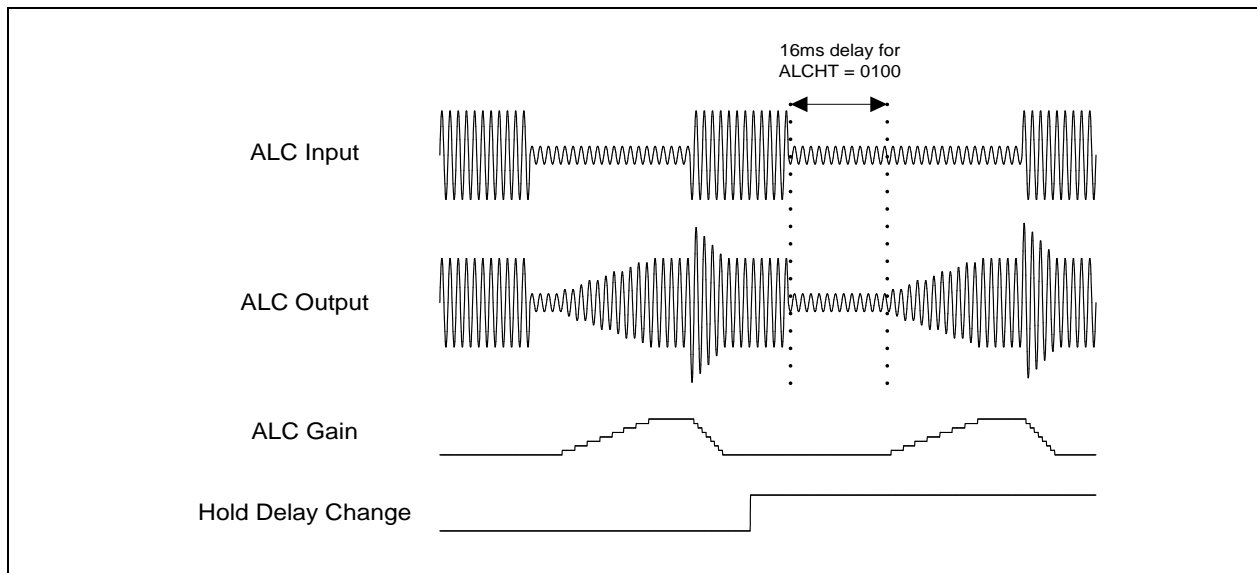 16ms delay for
ALCHT = 0100
ALC Input
ALC Output
ALC Gain
Hold Delay Change